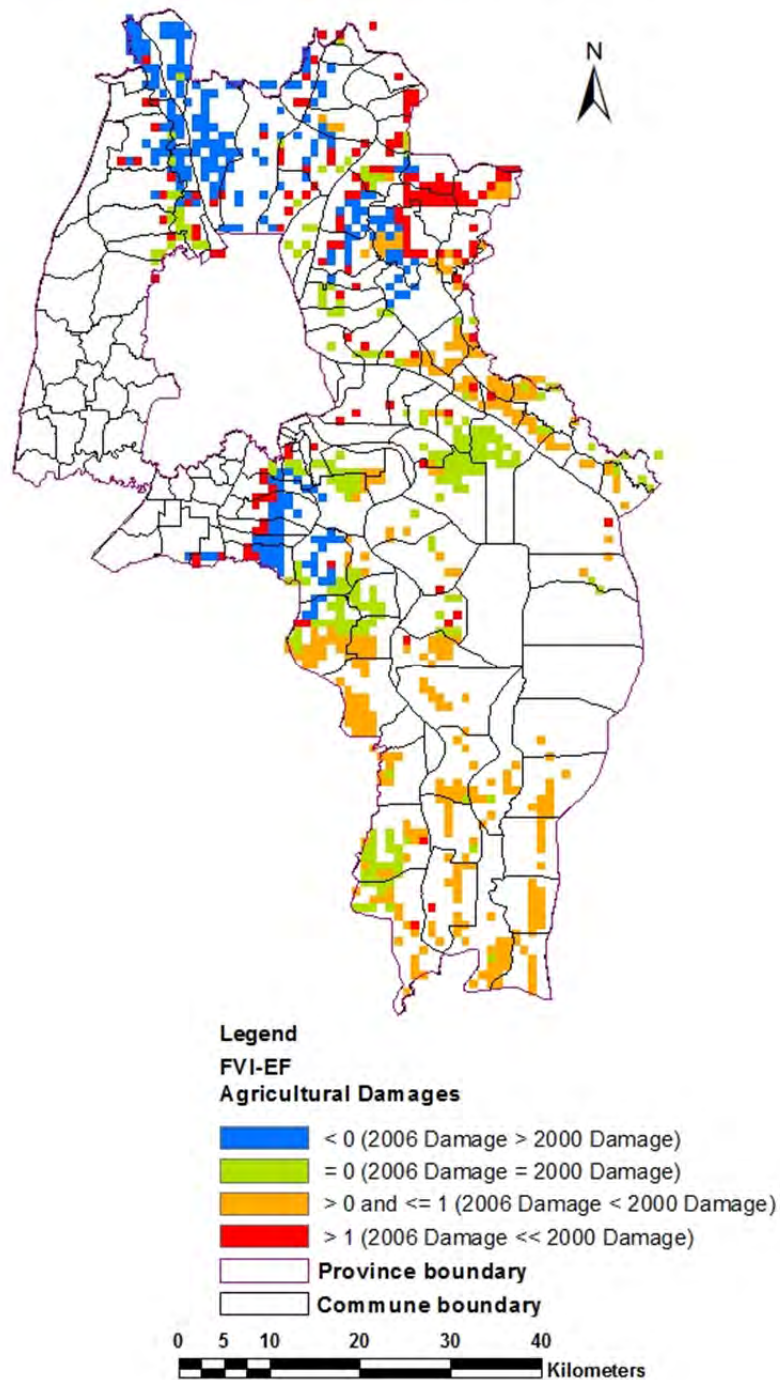 N
Legend
FVI-EF
Agricultural Damages
< 0 (2006 Damage > 2000 Damage)
= 0 (2006 Damage = 2000 Damage)
> 0 and <= 1 (2006 Damage < 2000 Damage)
> 1 (2006 Damage << 2000 Damage)
Province boundary
Commune boundary
0 5 10 20 30 40
Kilometers